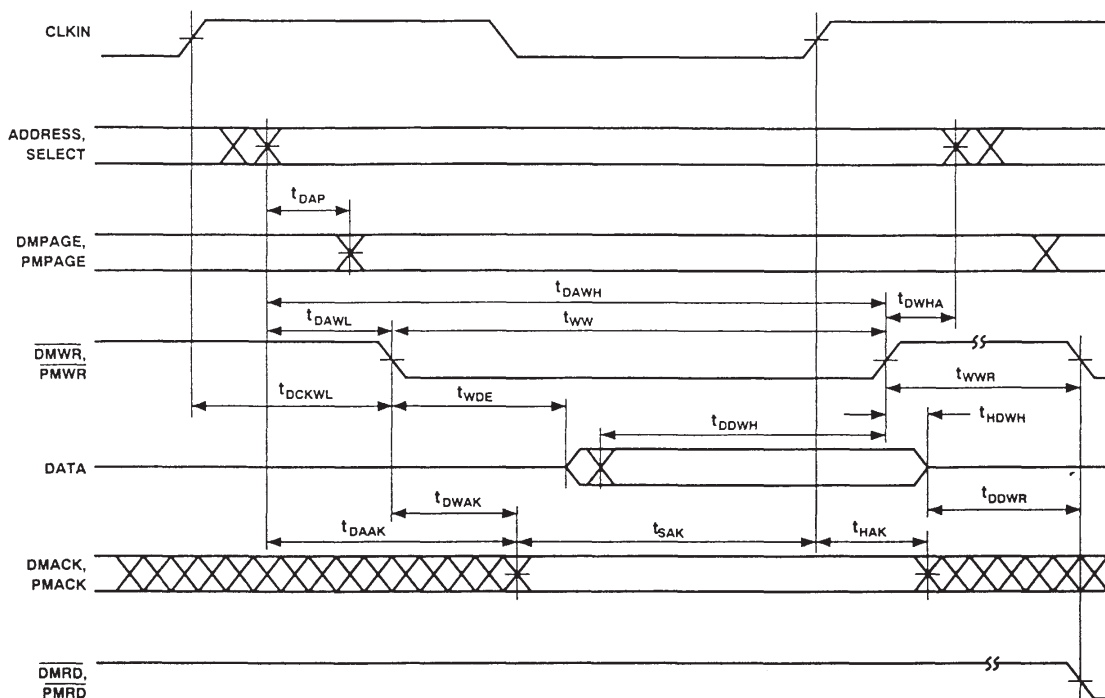 CLKIN
ADDRESS,
SELECT
tDAP
DMPAGE,
PMPAGE
tDAWH
tDWHA
tDAWL
tWW
DMWR,
PMWR
tWWR
tDCKWL
tWDE
tHDWH
tDDWH
DATA
tDDWR
tDWAK
tDAAK
tSAK
tHAK
DMACK,
PMACK
DMRD,
PMRD